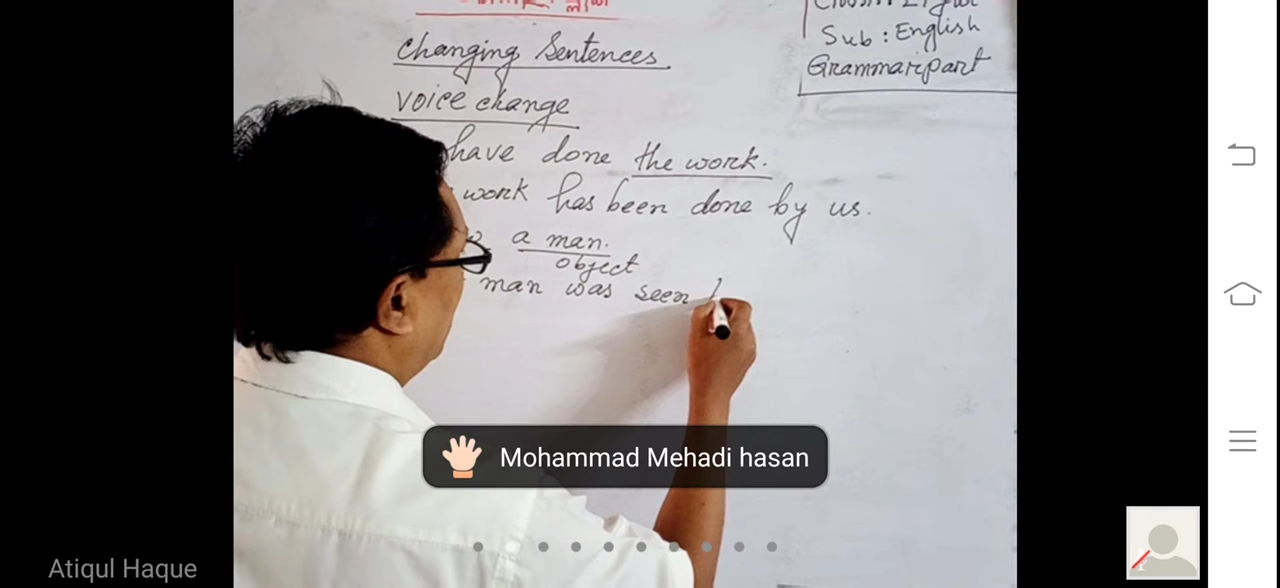 Sub : English
Grammar part
Changing Sentences
Voice change
have done the work.
work has been done by us.
a man.
object
man was seen
Mohammad Mehadi hasan
Atiqul Haque